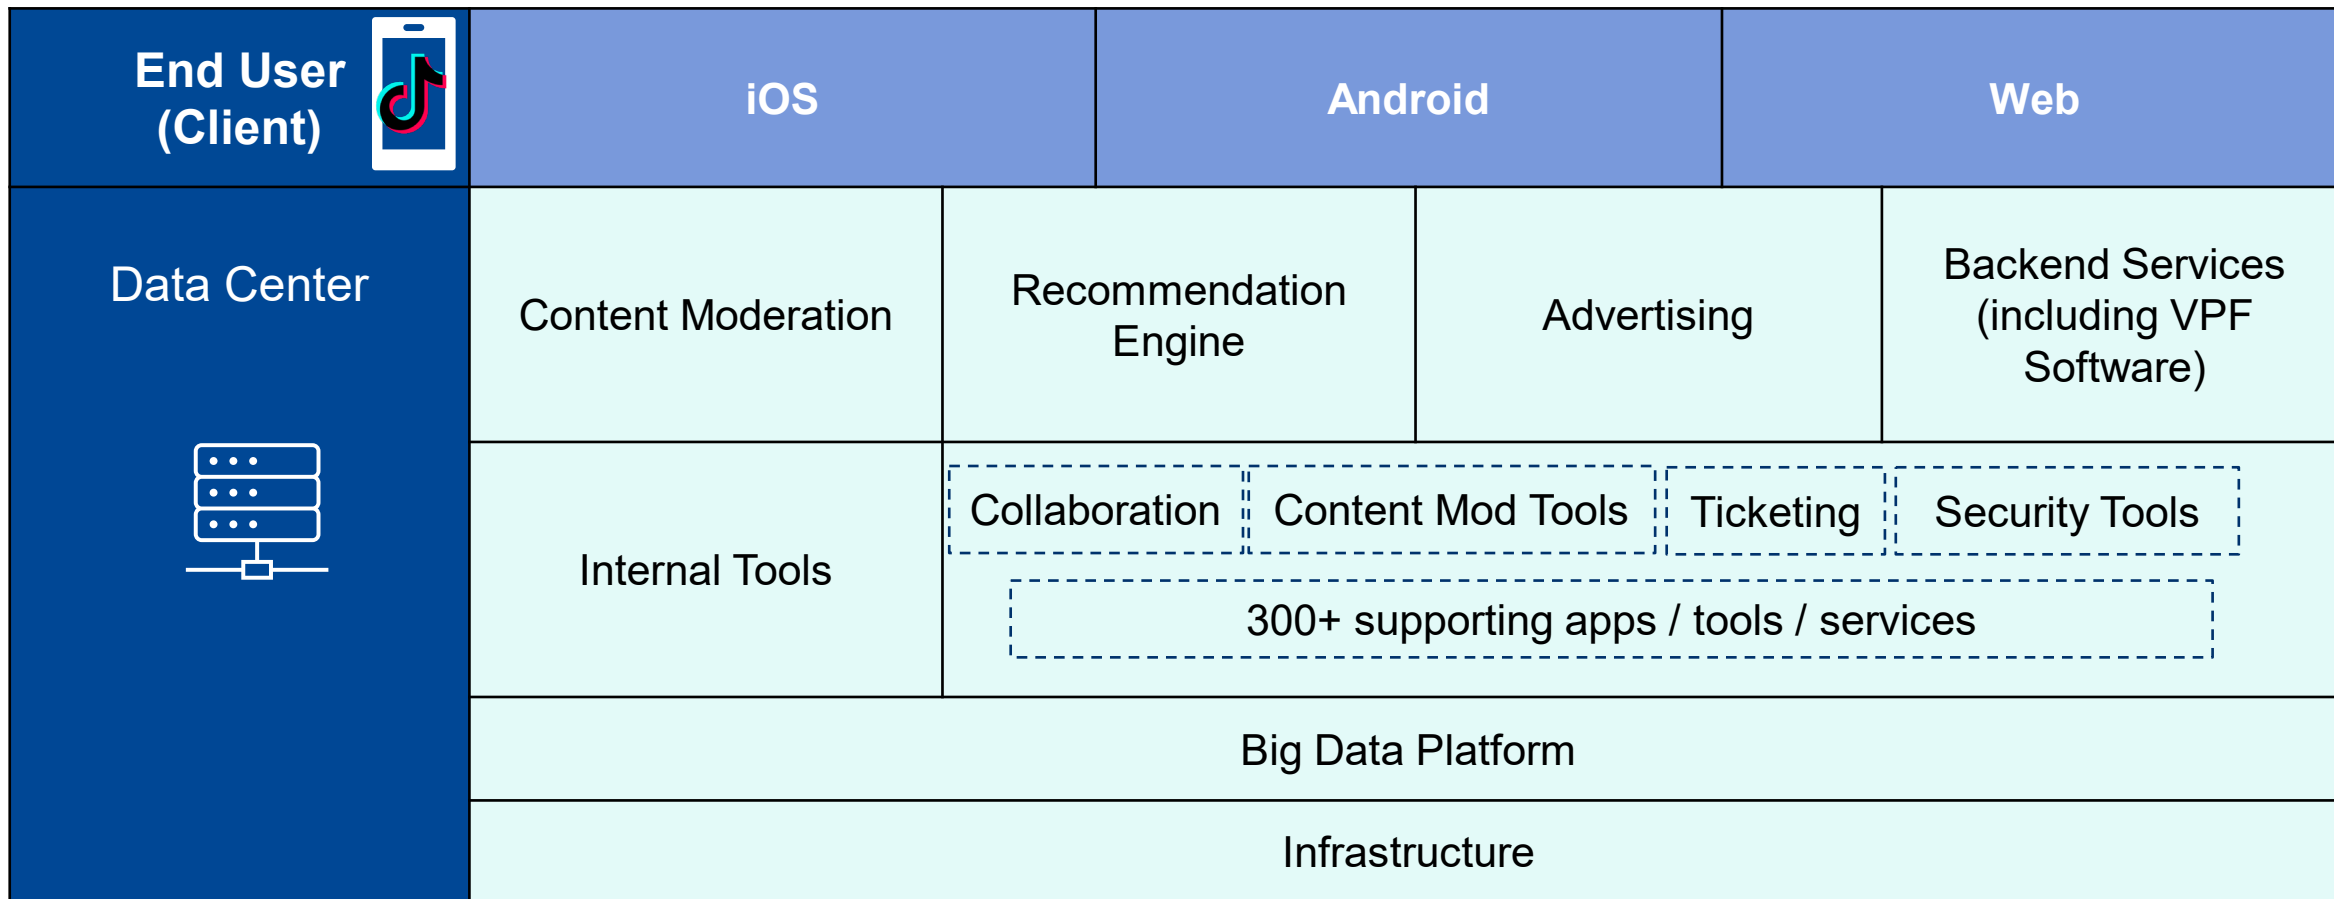 End User
(Client)
iOS
Android
Web
Data Center
Content Moderation
Recommendation
Engine
Advertising
Backend Services
(including VPF
Software)
Internal Tools
Collaboration
Content Mod Tools
Ticketing
Security Tools
300+ supporting apps / tools / services
Big Data Platform
Infrastructure